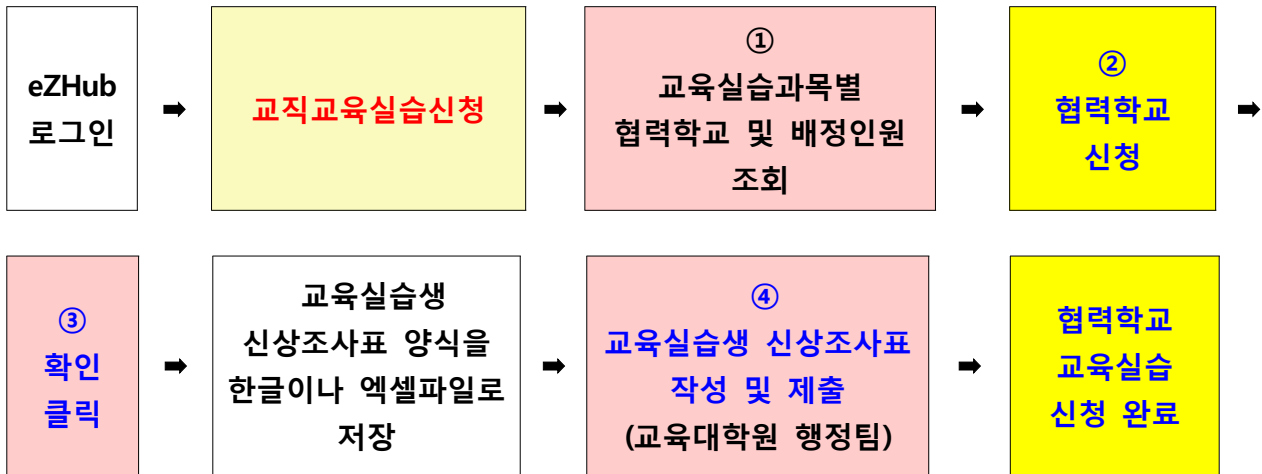 eZHub
로그인
➡
교직교육실습신청
➡
①
교육실습과목별
협력학교 및 배정인원
조회
➡
②
협력학교
신청
➡
③
확인
클릭
➡
교육실습생
신상조사표 양식을
한글이나 엑셀파일로
저장
➡
④
교육실습생 신상조사표
작성 및 제출
(교육대학원 행정팀)
➡
협력학교
교육실습
신청 완료